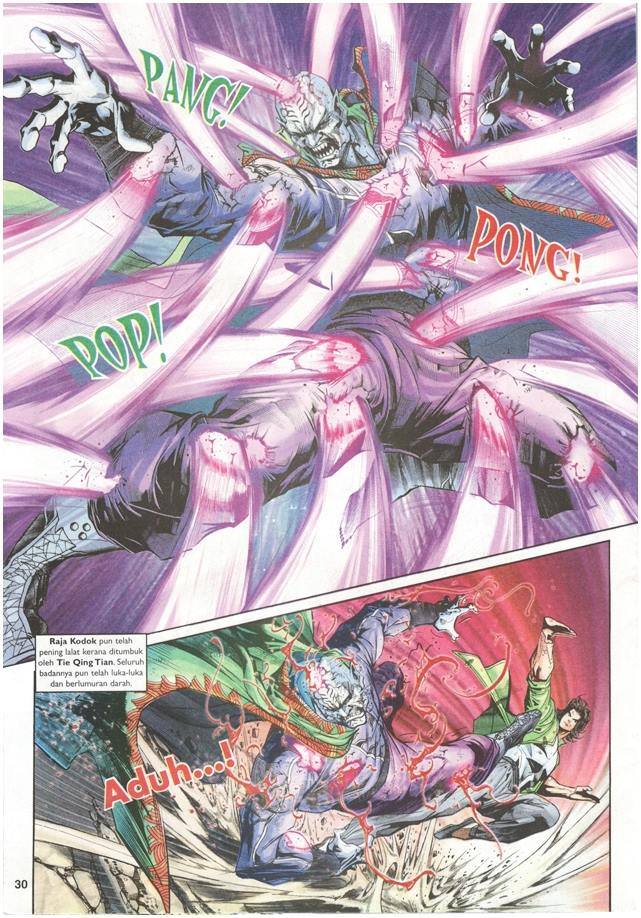 PANG!
PONG!
POP!
Raja Kodok pun telah
pening lalat kerana ditumbuk
oleh Tie Qing Tian. Seluruh
badannya pun telah luka-luka
dan berlumuran darah.
Aduh...!
30